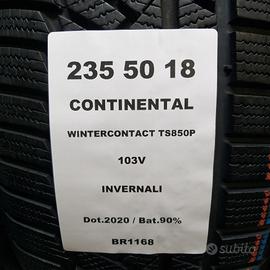 235 50 18
CONTINENTAL
WINTERCONTACT TS850P
103V
INVERNALI
Dot.2020 / Bat.90%
BR1168
subito